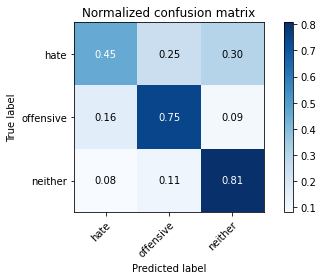 Normalized confusion matrix
True label
hate 0.45 0.25 0.30
offensive 0.16 0.75 0.09
neither 0.08 0.11 0.81
hate offensive neither
Predicted label
0.8
0.7
0.6
0.5
0.4
0.3
0.2
0.1